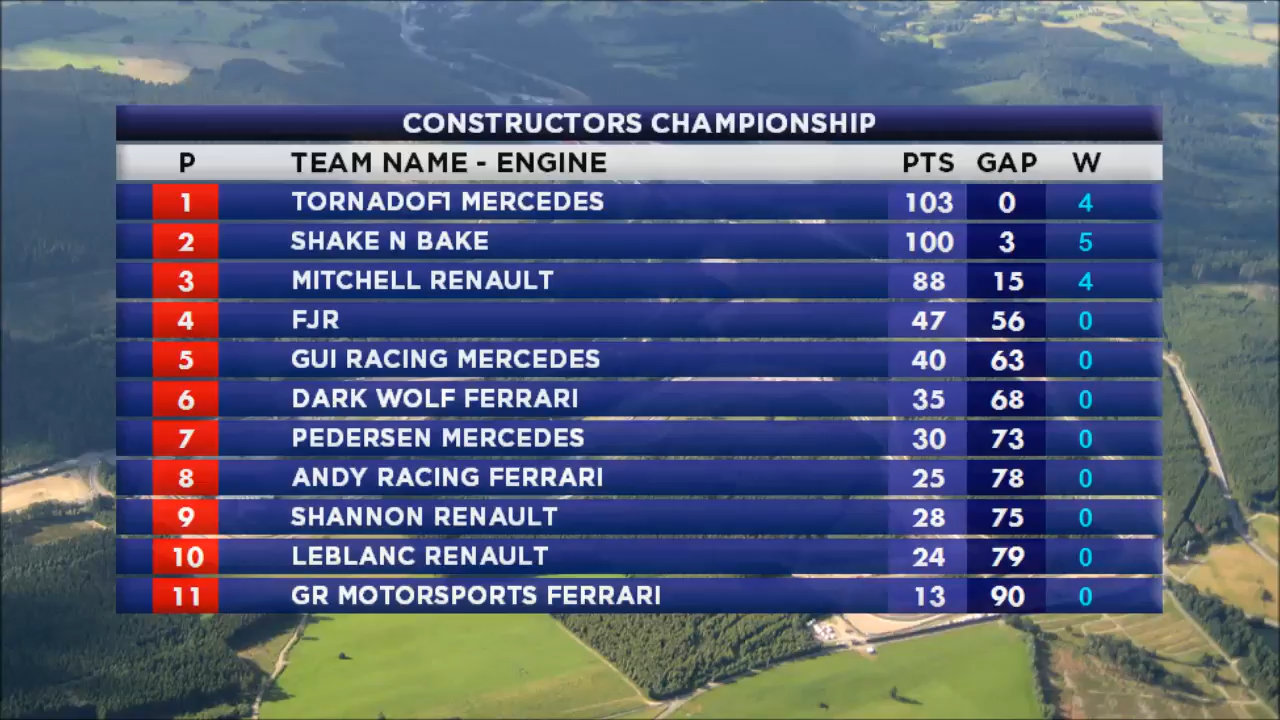 CONSTRUCTORS CHAMPIONSHIP
P TEAM NAME - ENGINE PTS GAP W
1 TORNADOF1 MERCEDES 103 0 4
2 SHAKE N BAKE 100 3 5
3 MITCHELL RENAULT 88 15 4
4 FJR 47 56 0
5 GUI RACING MERCEDES 40 63 0
6 DARK WOLF FERRARI 35 68 0
7 PEDERSEN MERCEDES 30 73 0
8 ANDY RACING FERRARI 25 78 0
9 SHANNON RENAULT 28 75 0
10 LEBLANC RENAULT 24 79 0
11 GR MOTORSPORTS FERRARI 13 90 0